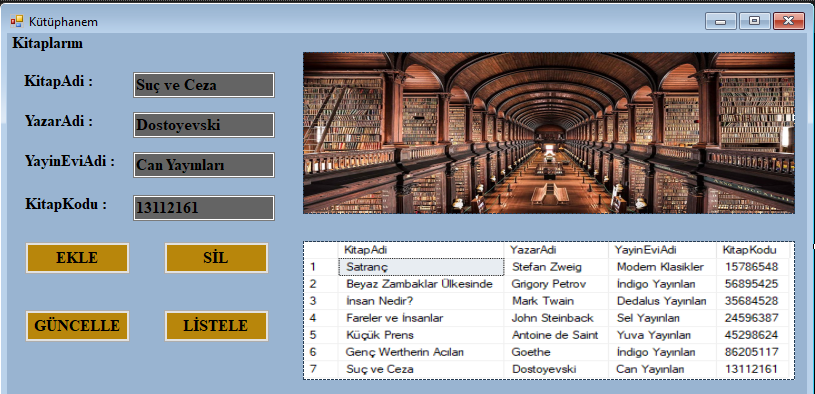 Kütüphanem
Kitaplarım
KitapAdi : Suç ve Ceza
YazarAdi : Dostoyevski
YayinEviAdi : Can Yayınları
KitapKodu : 13112161
EKLE SİL
GÜNCELLE LİSTELE
KitapAdi YazarAdi YayinEviAdi KitapKodu
1 Satranç Stefan Zweig Modern Klasikler 15786548
2 Beyaz Zambaklar Ülkesinde Grigory Petrov İndigo Yayınları 56895425
3 İnsan Nedir? Mark Twain Dedalus Yayınları 35684528
4 Fareler ve İnsanlar John Steinback Sel Yayınları 24596387
5 Küçük Prens Antoine de Saint Yuva Yayınları 45298624
6 Genç Wertherin Acıları Goethe İndigo Yayınları 86205117
7 Suç ve Ceza Dostoyevski Can Yayınları 13112161